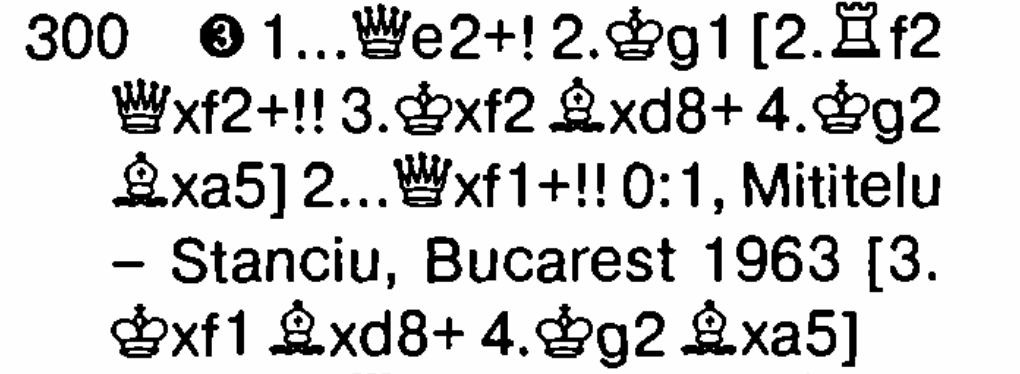 300 ❸ 1...♛e2+! 2.♔g1 [2.♖f2
♛xf2+!! 3.♔xf2 ♝xd8+ 4.♔g2
♝xa5] 2...♛xf1+!! 0:1, Mititelu
– Stanciu, Bucarest 1963 [3.
♔xf1 ♝xd8+ 4.♔g2 ♝xa5]